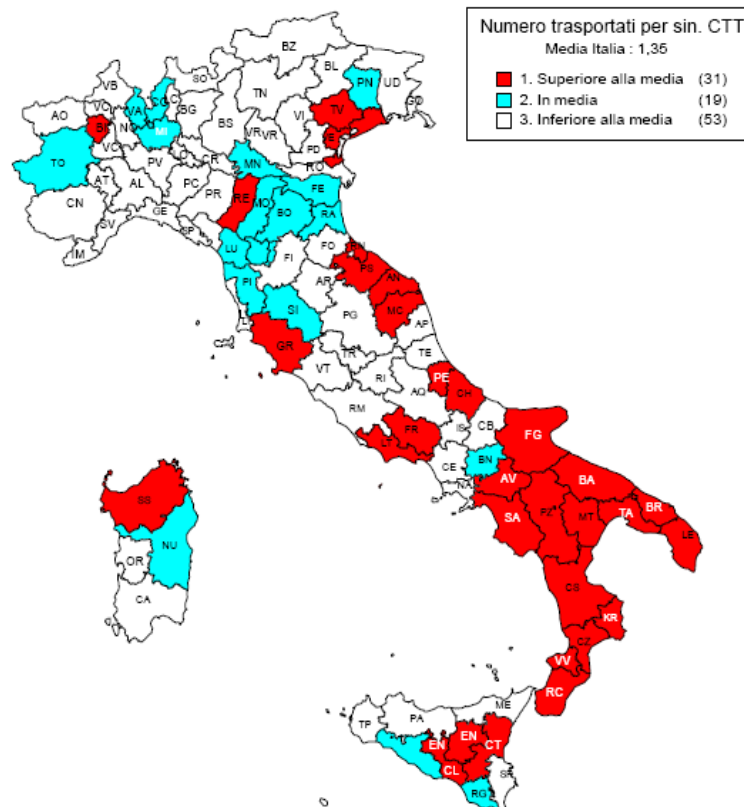 Numero trasportati per sin. CTT
Media Italia : 1,35
1. Superiore alla media (31)
2. In media (19)
3. Inferiore alla media (53)
BZ
VB
SO
BL
PN
UD
GO
AO
VC
VA
CO
BG
TN
TV
BI
NO
MI
BS
VI
VE
VR
VR
PD
TO
VC
PV
CR
MN
RO
AT
AL
PC
PR
RE
MO
FE
CN
GE
BO
RA
SV
SP
LU
FI
FO
RN
IM
PI
PS
AR
AN
SI
PG
MC
AP
GR
TR
TE
VT
RI
PE
AQ
CH
RM
FR
IS
CB
FG
LT
CE
BN
NA
AV
BA
SS
SA
PZ
MT
TA
BR
LE
NU
OR
CA
CS
KR
CZ
VV
RC
ME
TP
PA
EN
EN
CT
CL
SR
RG